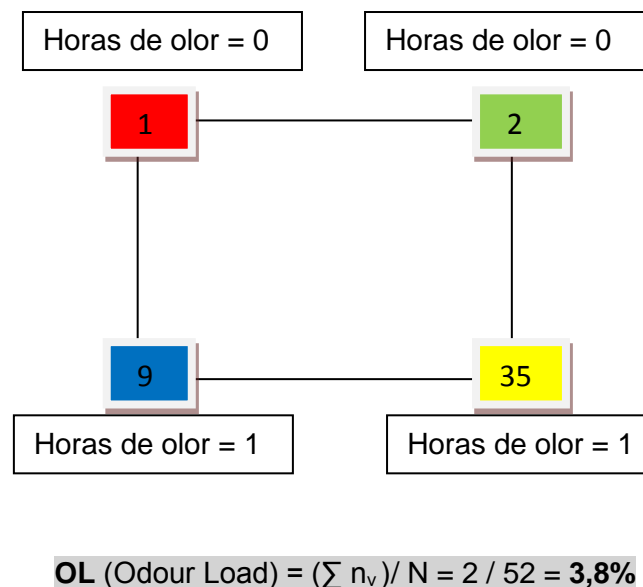 Horas de olor = 0
Horas de olor = 0
1
2
9
35
Horas de olor = 1
Horas de olor = 1
OL (Odour Load) = (∑ nᵥ)/ N = 2 / 52 = 3,8%